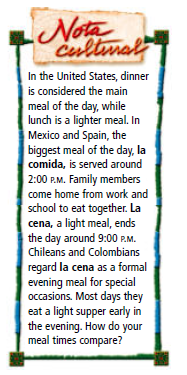 Nota
cultural
In the United States, dinner
is considered the main
meal of the day, while
lunch is a lighter meal. In
Mexico and Spain, the
biggest meal of the day, la
comida, is served around
2:00 P.M. Family members
come home from work and
school to eat together. La
cena, a light meal, ends
the day around 9:00 P.M.
Chileans and Colombians
regard la cena as a formal
evening meal for special
occasions. Most days they
eat a light supper early in
the evening. How do your
meal times compare?